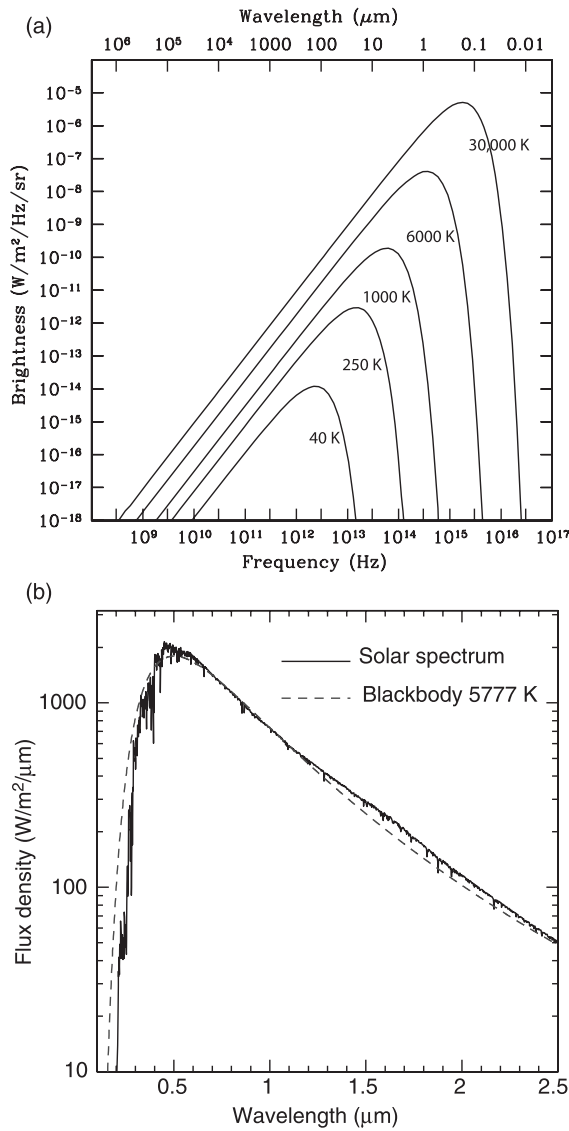 (a)
Wavelength (μm)
10⁶ 10⁵ 10⁴ 1000 100 10 1 0.1 0.01
Brightness (W/m²/Hz/sr)
10⁻⁵
10⁻⁶
10⁻⁷
10⁻⁸
10⁻⁹
10⁻¹⁰
10⁻¹¹
10⁻¹²
10⁻¹³
10⁻¹⁴
10⁻¹⁵
10⁻¹⁶
10⁻¹⁷
10⁻¹⁸
30,000 K
6000 K
1000 K
250 K
40 K
10⁹ 10¹⁰ 10¹¹ 10¹² 10¹³ 10¹⁴ 10¹⁵ 10¹⁶ 10¹⁷
Frequency (Hz)
(b)
Solar spectrum
Blackbody 5777 K
Flux density (W/m²/μm)
1000
100
10
0.5 1 1.5 2 2.5
Wavelength (μm)